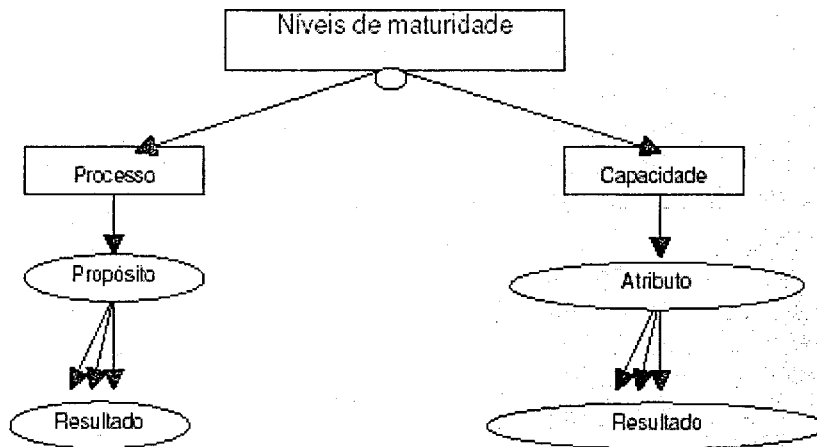 Níveis de maturidade
Processo
Capacidade
Propósito
Atributo
Resultado
Resultado